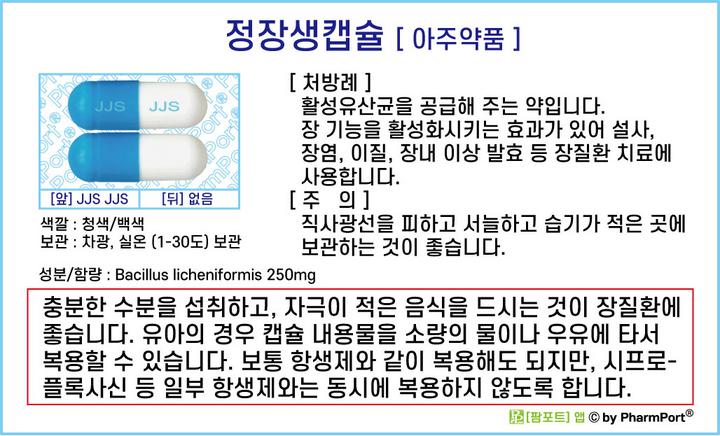 정장생캡슐 [ 아주약품 ]
JJS JJS
[앞] JJS JJS
[뒤] 없음
색깔 : 청색/백색
보관 : 차광, 실온 (1-30도) 보관
성분/함량 : Bacillus licheniformis 250mg
[ 처방례 ]
활성유산균을 공급해 주는 약입니다.
장 기능을 활성화시키는 효과가 있어 설사,
장염, 이질, 장내 이상 발효 등 장질환 치료에
사용합니다.
[ 주 의 ]
직사광선을 피하고 서늘하고 습기가 적은 곳에
보관하는 것이 좋습니다.
충분한 수분을 섭취하고, 자극이 적은 음식을 드시는 것이 장질환에
좋습니다. 유아의 경우 캡슐 내용물을 소량의 물이나 우유에 타서
복용할 수 있습니다. 보통 항생제와 같이 복용해도 되지만, 시프로-
플록사신 등 일부 항생제와는 동시에 복용하지 않도록 합니다.
[팜포트] 앱 © by PharmPort®